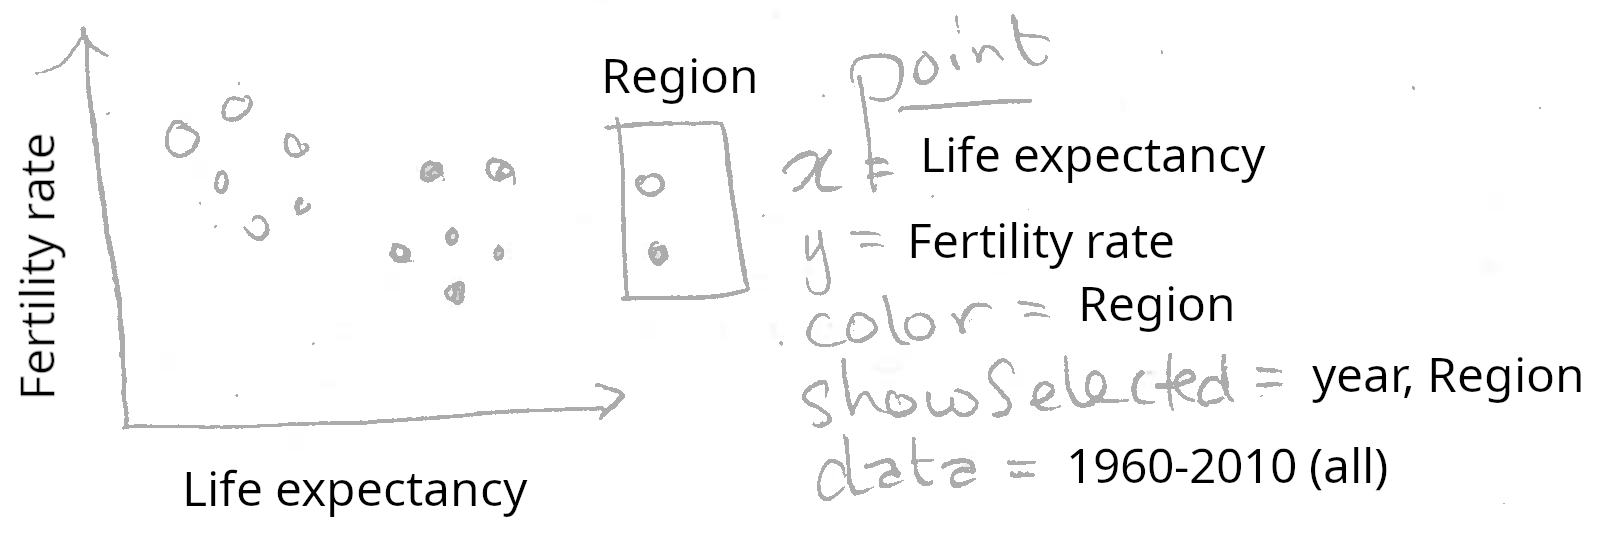 Fertility rate
Life expectancy
Region
point
x = Life expectancy
y = Fertility rate
color = Region
showSelected = year, Region
data = 1960-2010 (all)